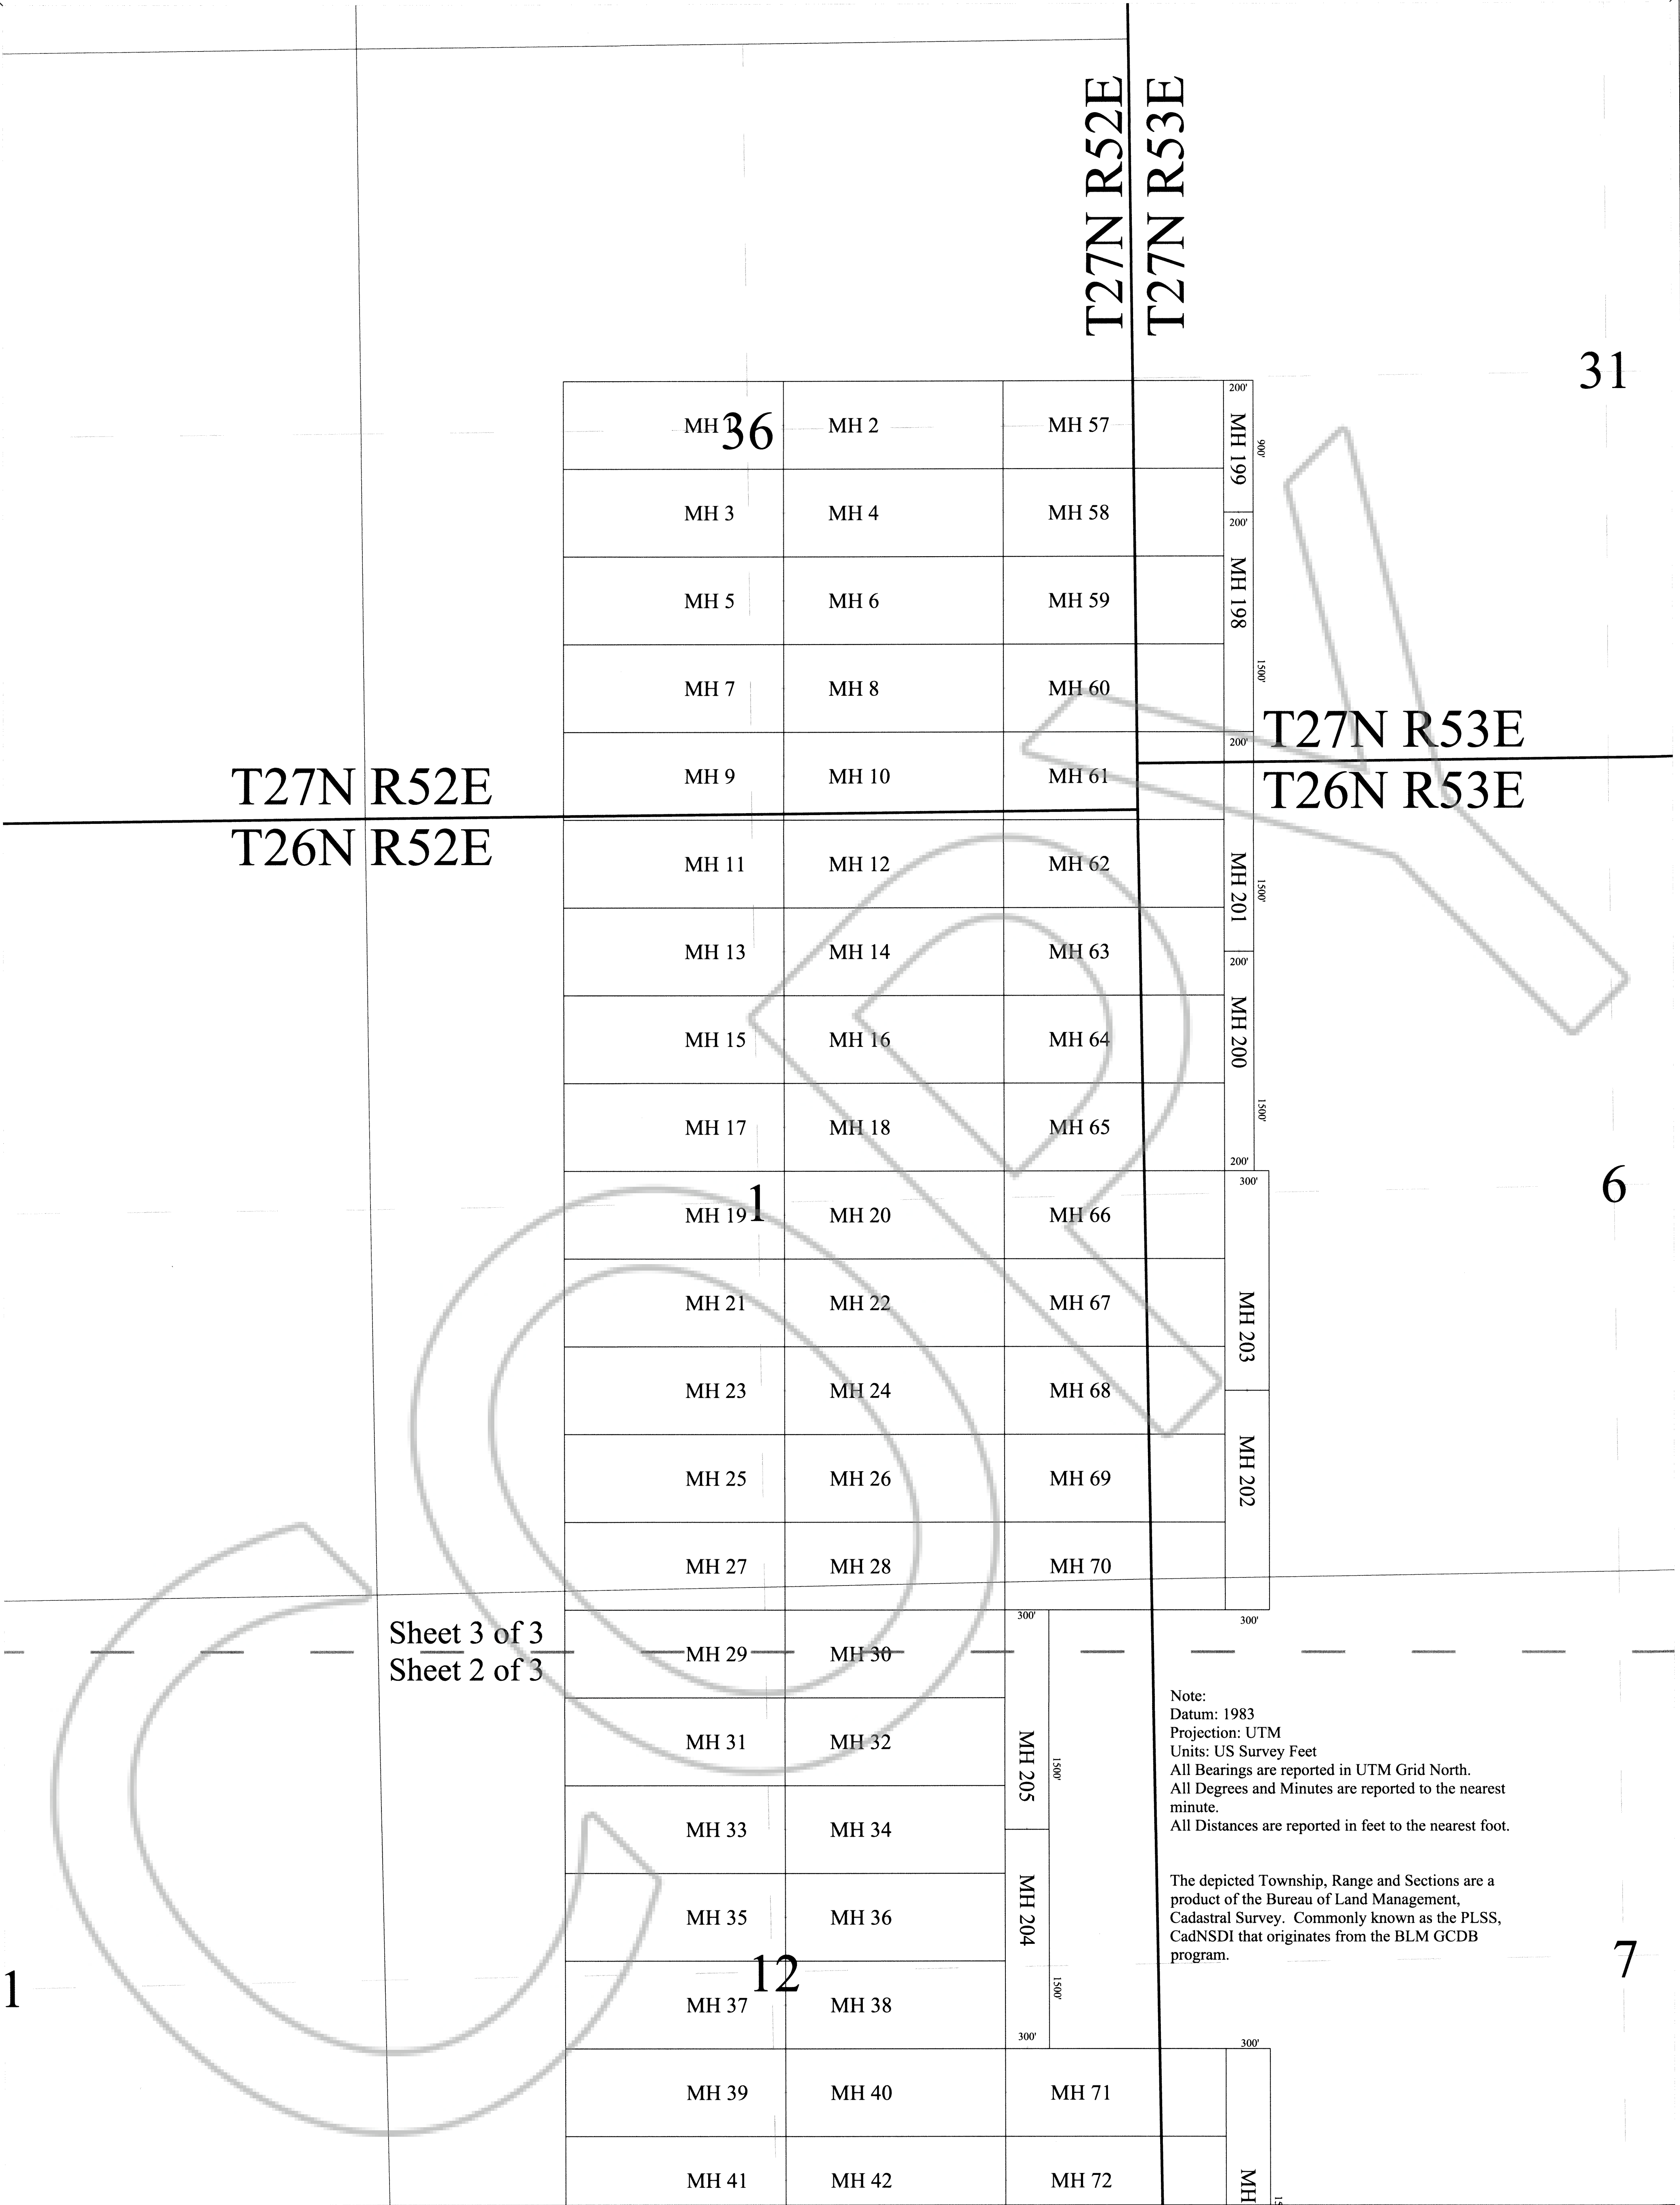 T27N R52E
T27N R53E
31
36
MH 1
MH 2
MH 57
200'
MH 199
900'
MH 3
MH 4
MH 58
200'
MH 198
MH 5
MH 6
MH 59
1500'
MH 7
MH 8
MH 60
T27N R53E
200'
T27N R52E
MH 9
MH 10
MH 61
T26N R53E
T26N R52E
MH 11
MH 12
MH 62
MH 201
1500'
MH 13
MH 14
MH 63
200'
MH 15
MH 16
MH 64
MH 200
MH 17
MH 18
MH 65
1500'
200'
300'
1
6
MH 19
MH 20
MH 66
MH 21
MH 22
MH 67
MH 203
MH 23
MH 24
MH 68
MH 25
MH 26
MH 69
MH 202
MH 27
MH 28
MH 70
300'
300'
Sheet 3 of 3
Sheet 2 of 3
MH 29
MH 30
MH 31
MH 32
MH 205
1500'
MH 33
MH 34
MH 35
MH 36
MH 204
12
1
7
MH 37
MH 38
1500'
300'
300'
MH 39
MH 40
MH 71
MH 41
MH 42
MH 72
MH
Note:
Datum: 1983
Projection: UTM
Units: US Survey Feet
All Bearings are reported in UTM Grid North.
All Degrees and Minutes are reported to the nearest
minute.
All Distances are reported in feet to the nearest foot.
The depicted Township, Range and Sections are a
product of the Bureau of Land Management,
Cadastral Survey. Commonly known as the PLSS,
CadNSDI that originates from the BLM GCDB
program.
COPY